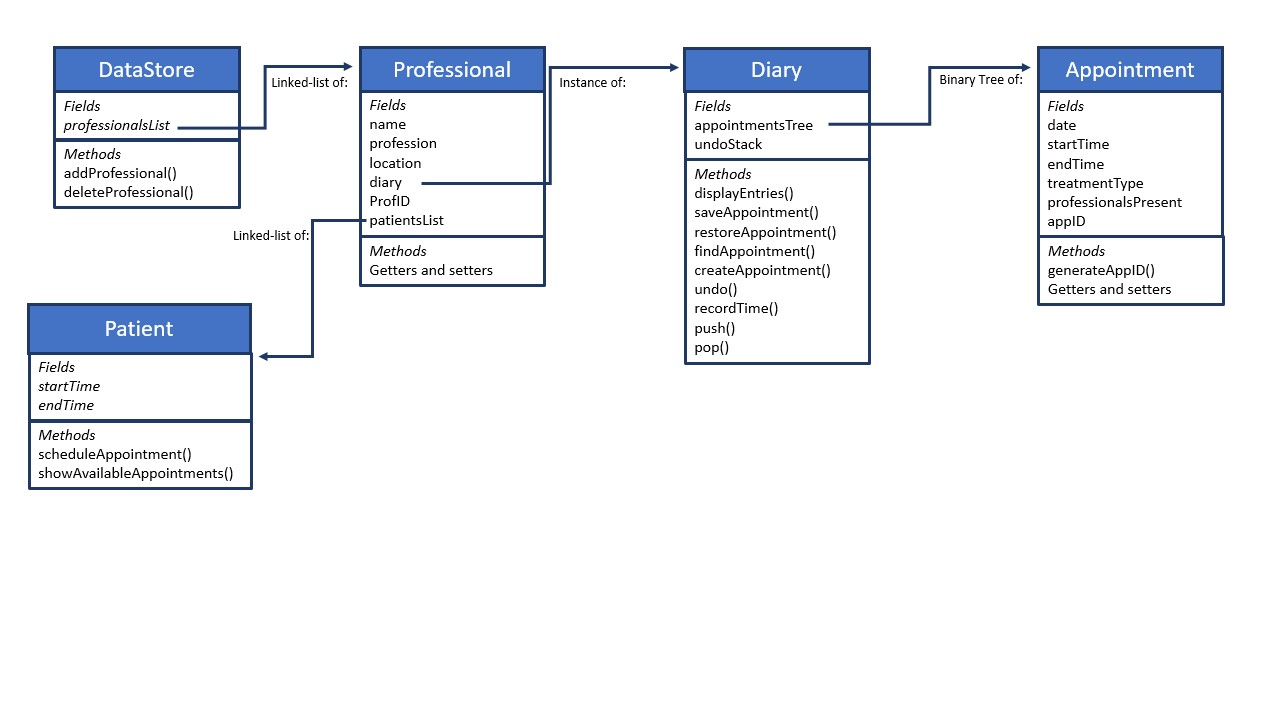 DataStore
Fields
professionalsList
Methods
addProfessional()
deleteProfessional()
Linked-list of:
Professional
Fields
name
profession
location
diary
ProfID
patientsList
Methods
Getters and setters
Instance of:
Diary
Fields
appointmentsTree
undoStack
Methods
displayEntries()
saveAppointment()
restoreAppointment()
findAppointment()
createAppointment()
undo()
recordTime()
push()
pop()
Binary Tree of:
Appointment
Fields
date
startTime
endTime
treatmentType
professionalsPresent
appID
Methods
generateAppID()
Getters and setters
Linked-list of:
Patient
Fields
startTime
endTime
Methods
scheduleAppointment()
showAvailableAppointments()